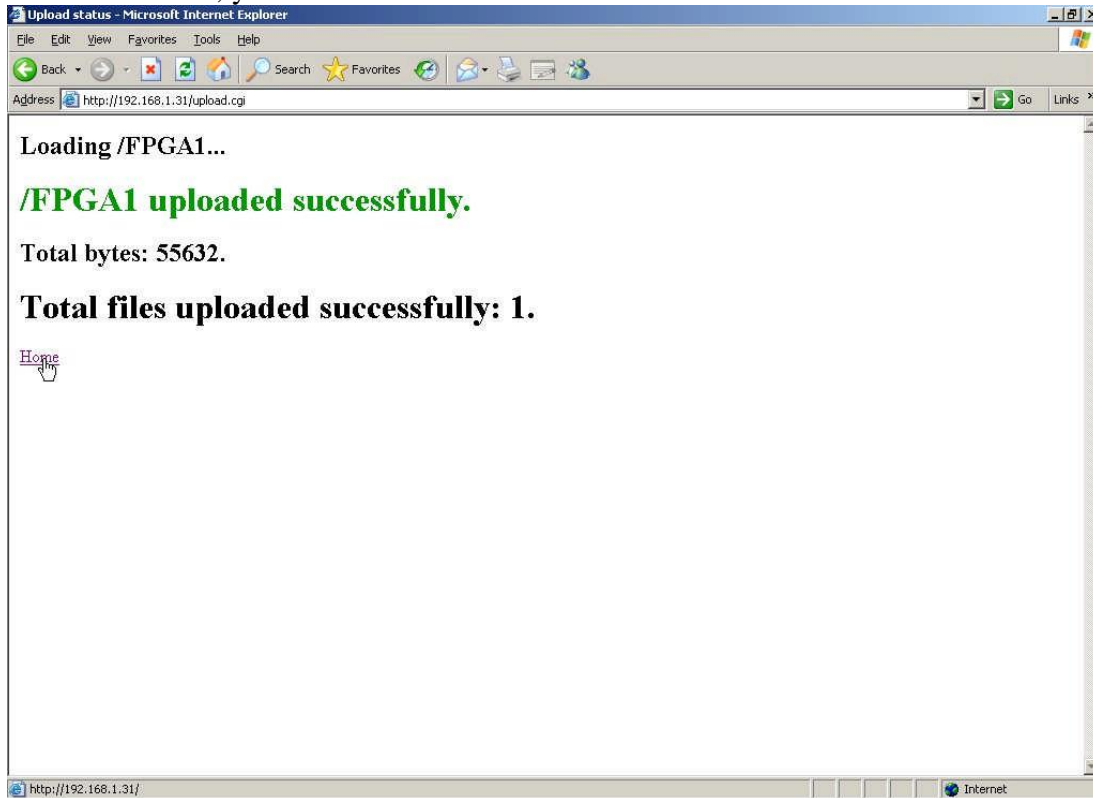 Upload status - Microsoft Internet Explorer
File Edit View Favorites Tools Help
Back Search Favorites
Address http://192.168.1.31/upload.cgi Go Links »
Loading /FPGA1...
/FPGA1 uploaded successfully.
Total bytes: 55632.
Total files uploaded successfully: 1.
Home
http://192.168.1.31/ Internet